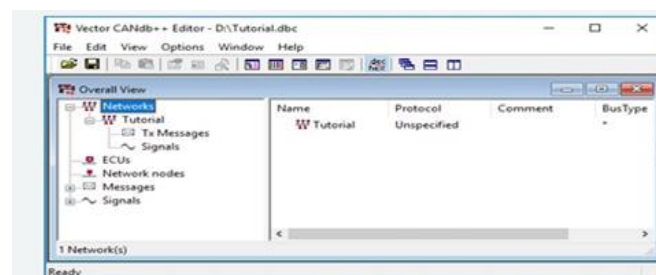 Vector CANdb++ Editor - D:\Tutorial.dbc
File Edit View Options Window Help
Overall View
Networks
Tutorial
Tx Messages
Signals
ECUs
Network nodes
Messages
Signals
Name Protocol Comment BusType
Tutorial Unspecified *
1 Network(s)
Ready